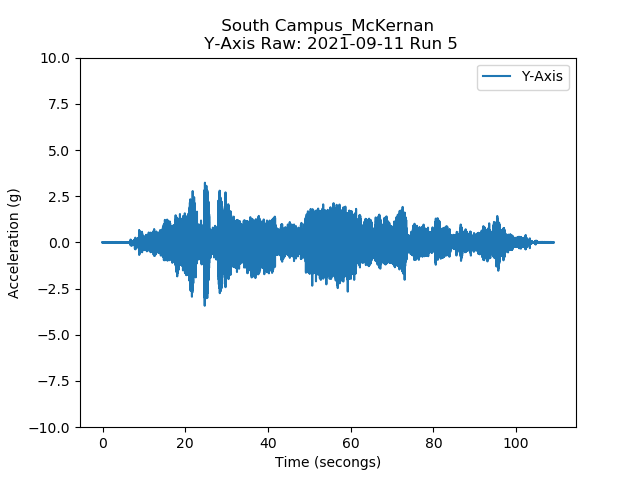 South Campus_McKernan
Y-Axis Raw: 2021-09-11 Run 5
10.0
7.5
5.0
2.5
0.0
−2.5
−5.0
−7.5
−10.0
Acceleration (g)
Y-Axis
0 20 40 60 80 100
Time (seconds)